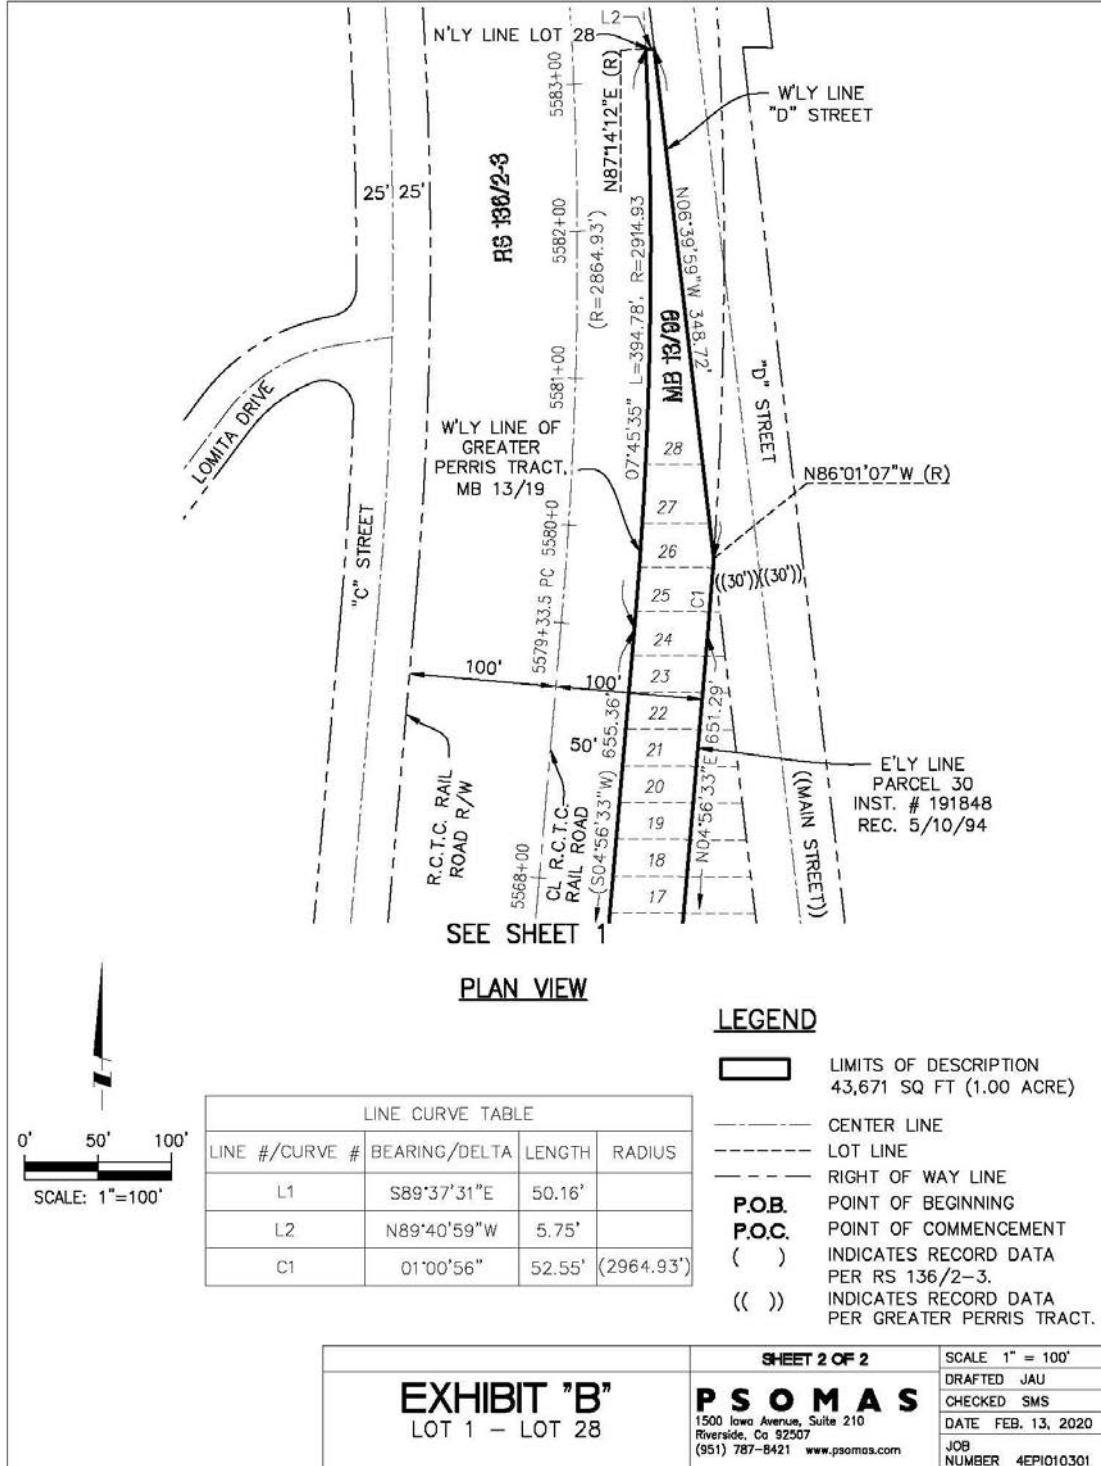 L2
N'LY LINE LOT 28
5583+00
N87°14'12"E (R)
W'LY LINE
"D" STREET
25' 25'
RS 136/2-3
5582+00
(R=2864.93')
07°45'35" L=394.78', R=2914.93
N06°39'59"W 348.72'
5581+00
"D" STREET
LOMITA DRIVE
W'LY LINE OF
GREATER
PERRIS TRACT,
MB 13/19
28
N86°01'07"W (R)
27
5580+0
26
"C" STREET
((30')) ((30'))
25
C1
5579+33.5 PC
24
100'
100'
23
22
50'
655.36'
651.29'
21
E'LY LINE
PARCEL 30
INST. # 191848
REC. 5/10/94
20
R.C.T.C. RAIL
ROAD R/W
CL R.C.T.C.
RAIL ROAD
(S04°56'33"W)
N04°56'33"E
19
((MAIN STREET))
18
5568+00
17
SEE SHEET 1
PLAN VIEW
LEGEND
LIMITS OF DESCRIPTION
43,671 SQ FT (1.00 ACRE)
CENTER LINE
LOT LINE
RIGHT OF WAY LINE
P.O.B. POINT OF BEGINNING
P.O.C. POINT OF COMMENCEMENT
( ) INDICATES RECORD DATA
PER RS 136/2-3.
(( )) INDICATES RECORD DATA
PER GREATER PERRIS TRACT.
0' 50' 100'
SCALE: 1"=100'
LINE CURVE TABLE
LINE #/CURVE # BEARING/DELTA LENGTH RADIUS
L1 S89°37'31"E 50.16'
L2 N89°40'59"W 5.75'
C1 01°00'56" 52.55' (2964.93')
EXHIBIT "B"
LOT 1 – LOT 28
SHEET 2 OF 2
PSOMAS
1500 Iowa Avenue, Suite 210
Riverside, Ca 92507
(951) 787-8421 www.psomas.com
SCALE 1" = 100'
DRAFTED JAU
CHECKED SMS
DATE FEB. 13, 2020
JOB
NUMBER 4EPI010301